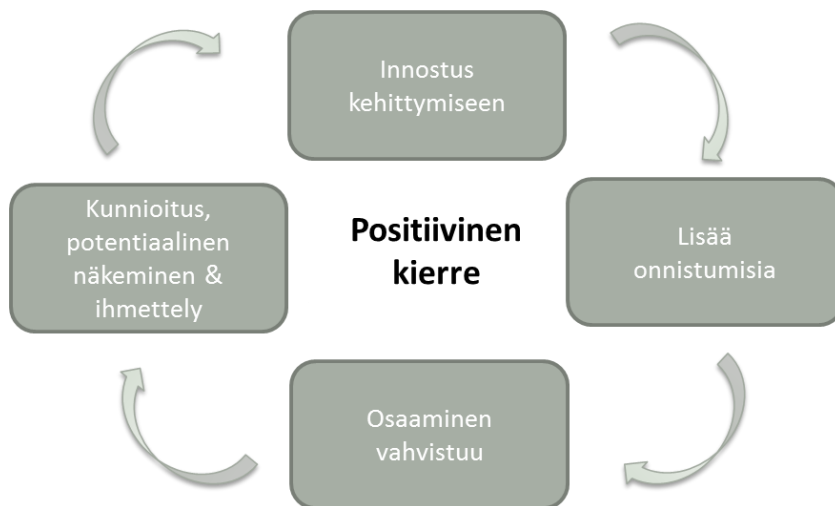 Innostus
kehittymiseen
Kunnioitus,
potentiaalinen
näkeminen &
ihmettely
Positiivinen
kierre
Lisää
onnistumisia
Osaaminen
vahvistuu